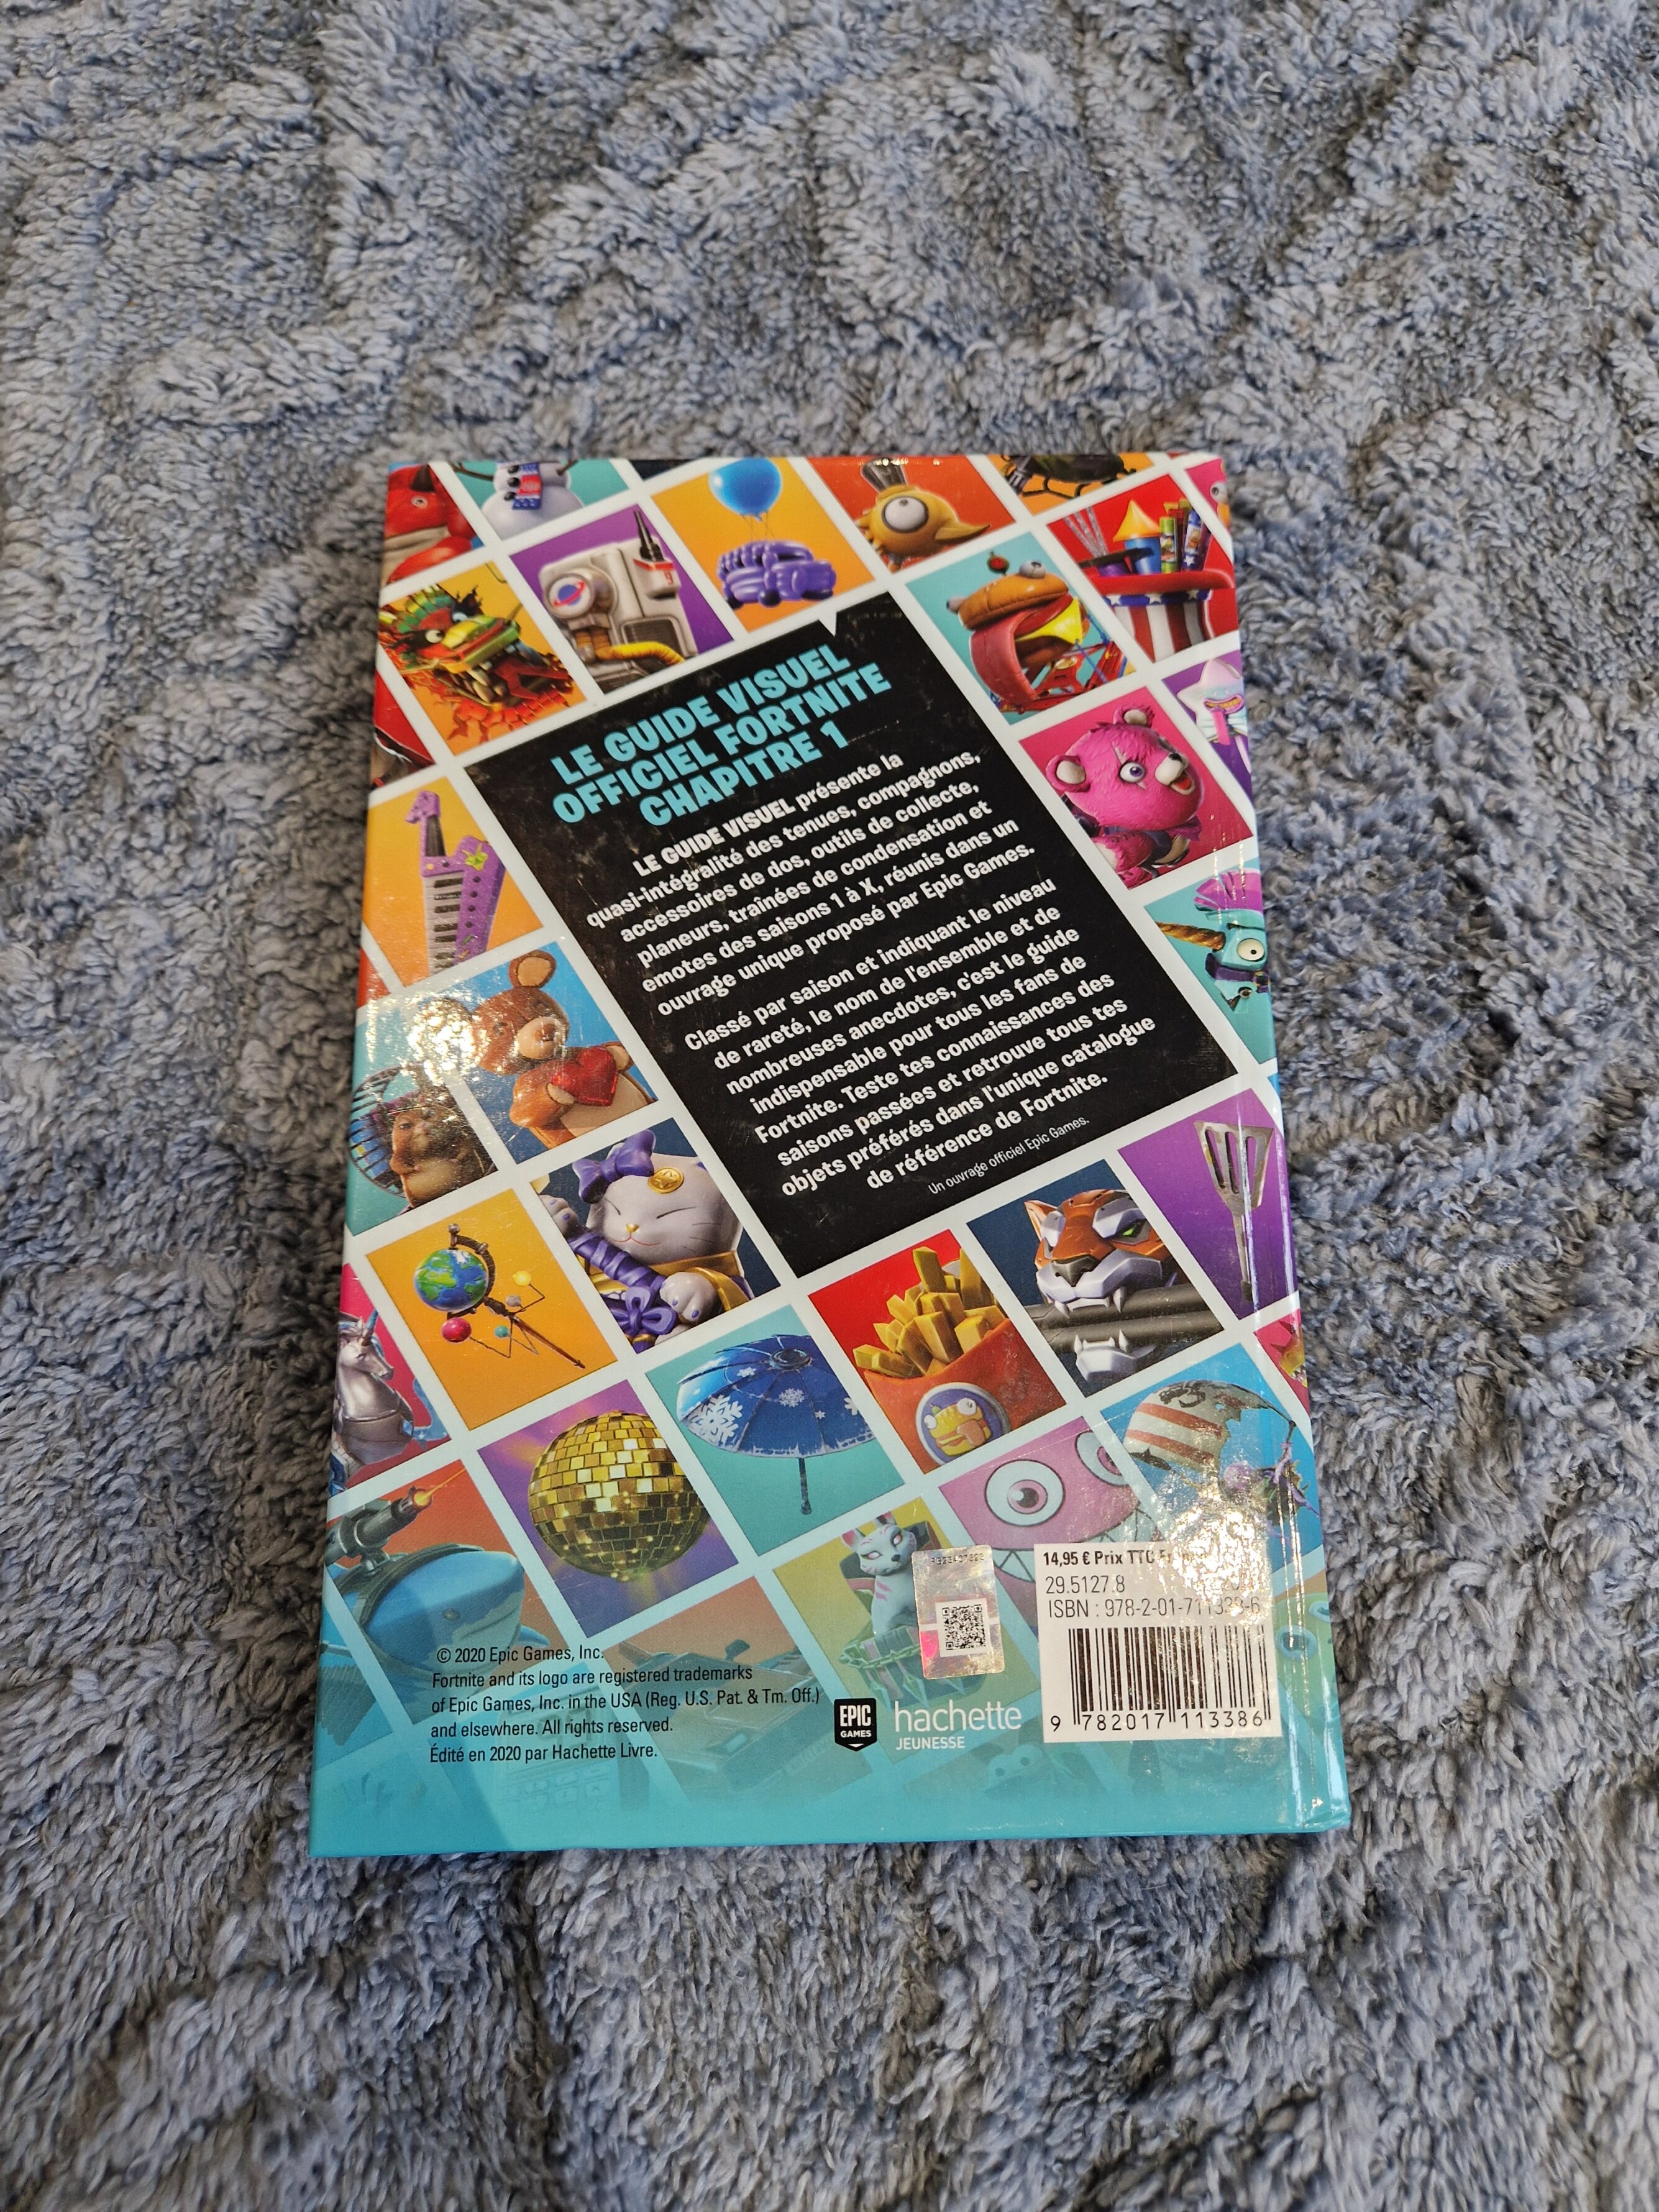 LE GUIDE VISUEL
OFFICIEL FORTNITE
CHAPITRE 1
LE GUIDE VISUEL présente la
quasi-intégralité des tenues, compagnons,
accessoires de dos, outils de collecte,
planeurs, traînées de condensation et
emotes des saisons 1 à X, réunis dans un
ouvrage unique proposé par Epic Games.
Classé par saison et indiquant le niveau
de rareté, le nom de l'ensemble et de
nombreuses anecdotes, c'est le guide
indispensable pour tous les fans de
Fortnite. Teste tes connaissances des
saisons passées et retrouve tous tes
objets préférés dans l'unique catalogue
de référence de Fortnite.
Un ouvrage officiel Epic Games.
© 2020 Epic Games, Inc.
Fortnite and its logo are registered trademarks
of Epic Games, Inc. in the USA (Reg. U.S. Pat. & Tm. Off.)
and elsewhere. All rights reserved.
Édité en 2020 par Hachette Livre.
EPIC
GAMES
hachette
JEUNESSE
14,95 € Prix TTC
29.5127.8
ISBN : 978-2-01-711338-6
9 782017 113386